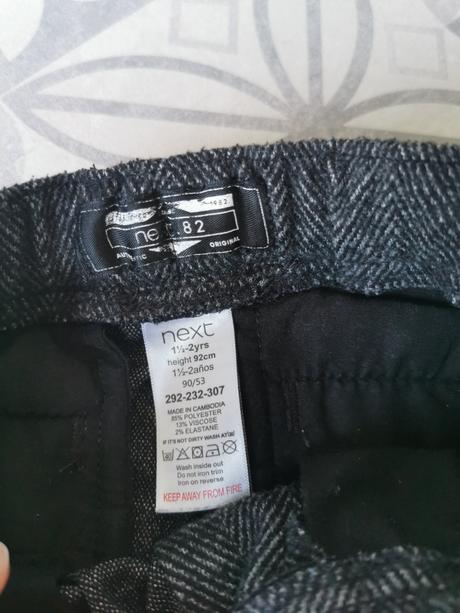 1982
next. 82
AUTHENTIC ORIGINAL
next
1½-2yrs
height 92cm
1½-2años
90/53
292-232-307
MADE IN CAMBODIA
85% POLYESTER
13% VISCOSE
2% ELASTANE
IF IT'S NOT DIRTY WASH AT
Wash inside out
Do not iron trim
Iron on reverse
KEEP AWAY FROM FIRE